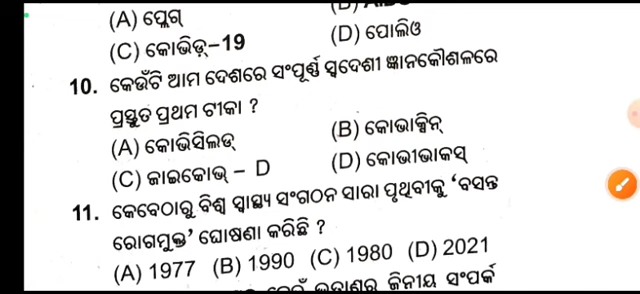 (A) ପ୍ଲେଗ୍
(C) କୋଭିଡ଼-19
(D) ପୋଲିଓ
10. କେଉଁଟି ଆମ ଦେଶରେ ସଂପୂର୍ଣ୍ଣ ସ୍ୱଦେଶୀ ଜ୍ଞାନକୌଶଳରେ
ପ୍ରସ୍ତୁତ ପ୍ରଥମ ଟୀକା ?
(A) କୋଭିସିଲଡ୍ (B) କୋଭାକ୍ସିନ୍
(C) ଜାଇକୋଭ୍ - D (D) କୋଭୀଭାକସ୍
11. କେବେଠାରୁ ବିଶ୍ୱ ସ୍ୱାସ୍ଥ୍ୟ ସଂଗଠନ ସାରା ପୃଥିବୀକୁ ‘ବସନ୍ତ
ରୋଗମୁକ୍ତ’ ଘୋଷଣା କରିଛି ?
(A) 1977 (B) 1990 (C) 1980 (D) 2021
ଭୂତାଣୁର ଜିନୀୟ ସଂପର୍କ